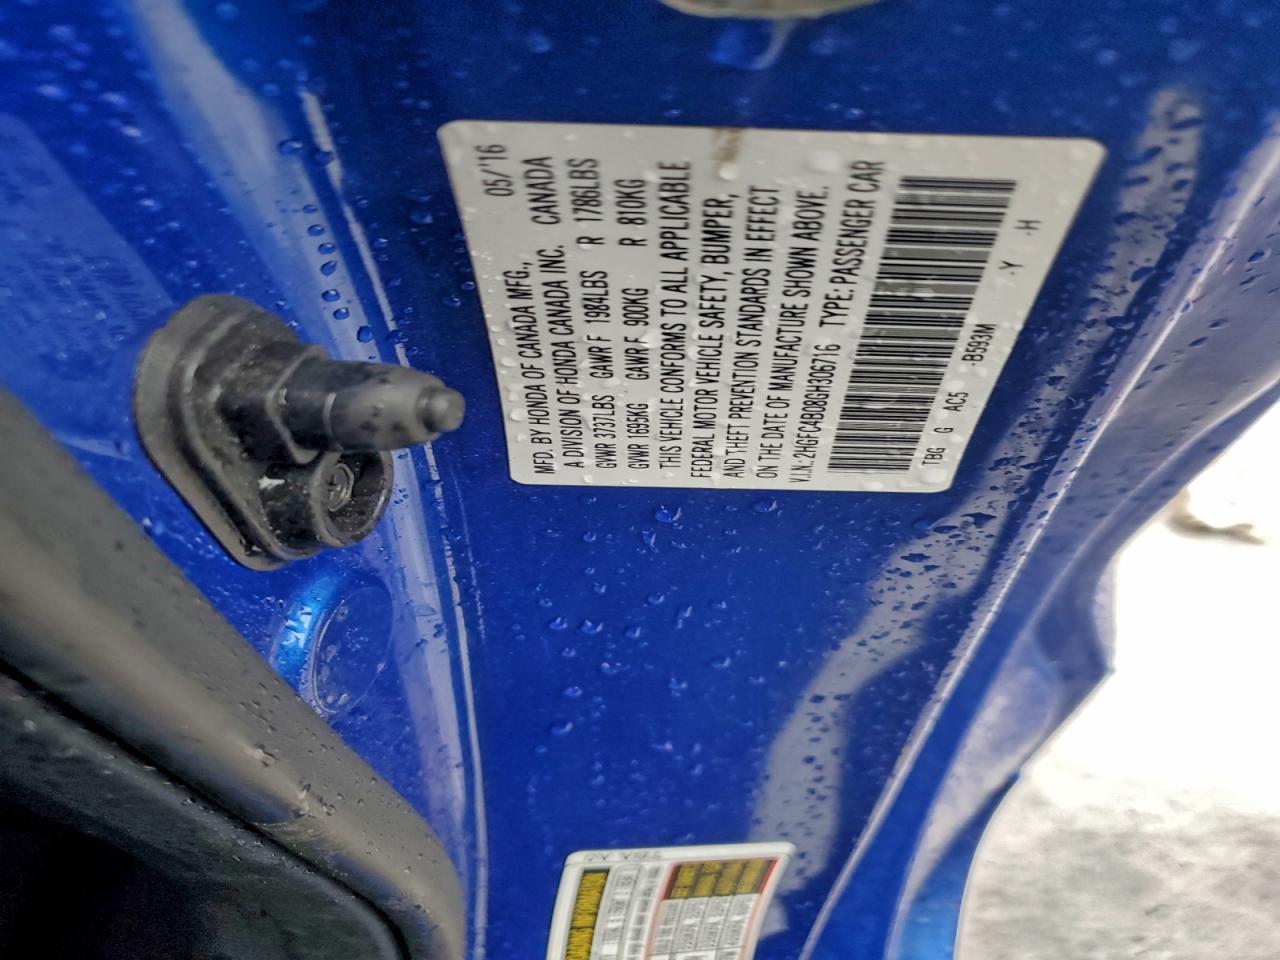 MFD. BY HONDA OF CANADA MFG., 05/'16
A DIVISION OF HONDA CANADA INC. CANADA
GVWR 3737LBS GAWR F 1984LBS R 1786LBS
GVWR 1695KG GAWR F 900KG R 810KG
THIS VEHICLE CONFORMS TO ALL APPLICABLE
FEDERAL MOTOR VEHICLE SAFETY, BUMPER,
AND THEFT PREVENTION STANDARDS IN EFFECT
ON THE DATE OF MANUFACTURE SHOWN ABOVE.
V.I.N.: 2HGFC4B08GH306716 TYPE: PASSENGER CAR
TBG G AC5 -B593M -Y -H